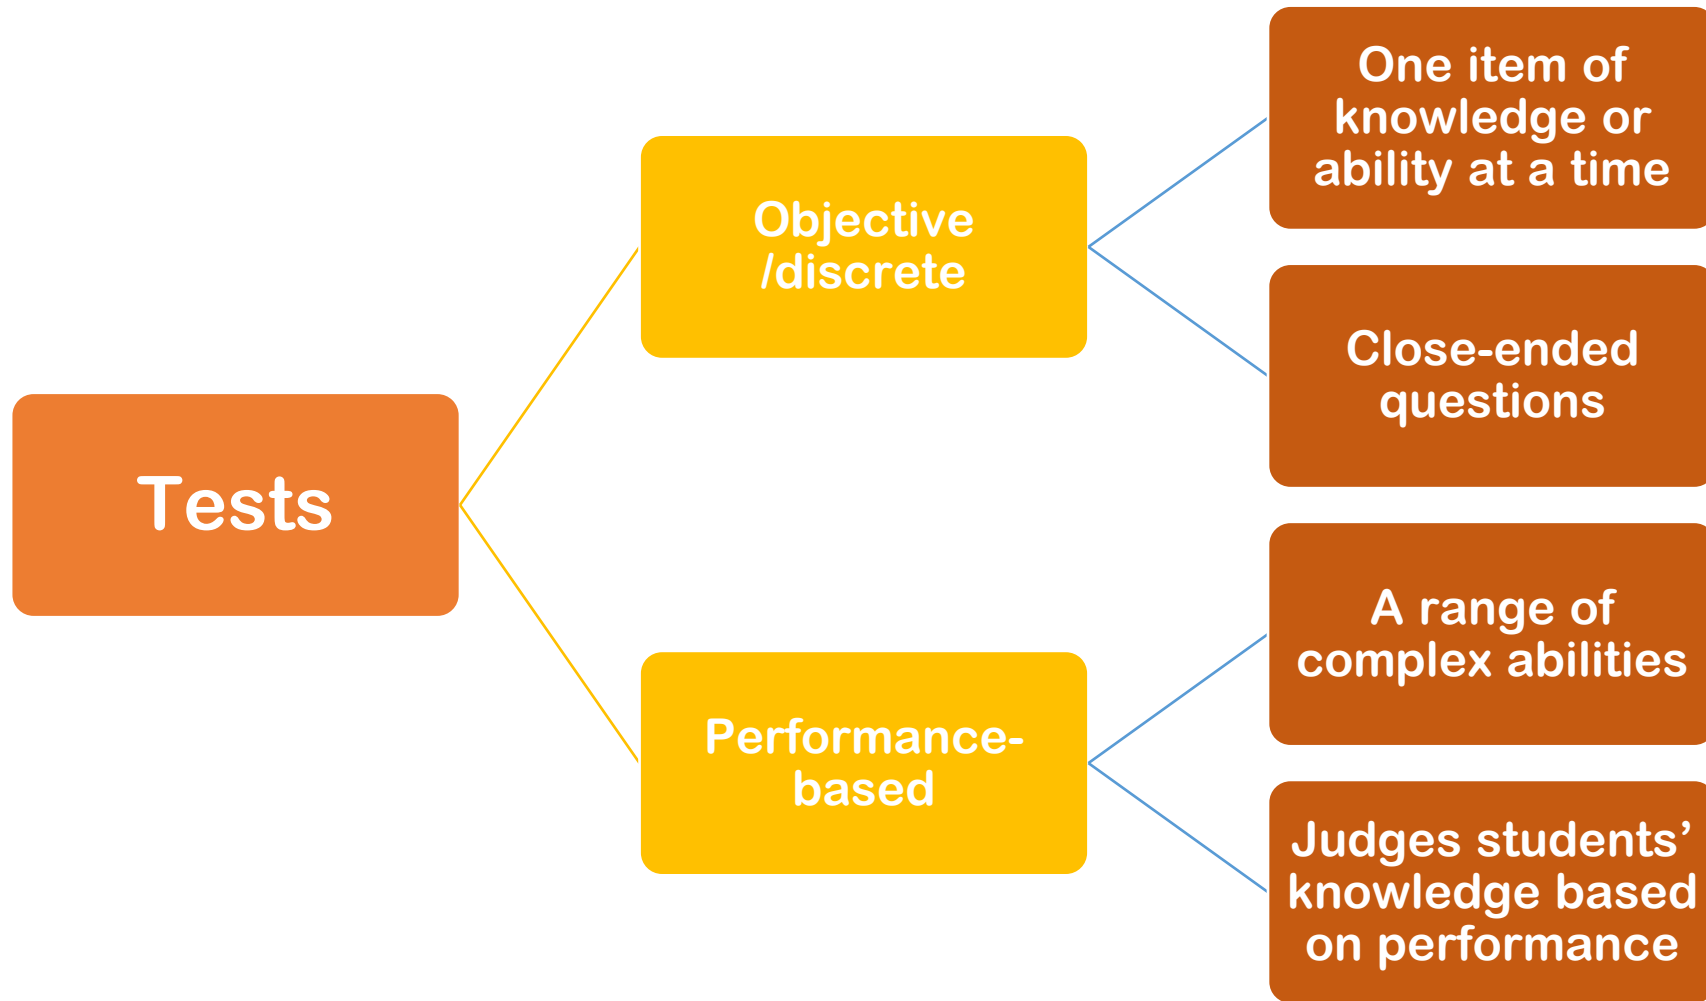 Tests
Objective
/discrete
One item of
knowledge or
ability at a time
Close-ended
questions
Performance-
based
A range of
complex abilities
Judges students’
knowledge based
on performance